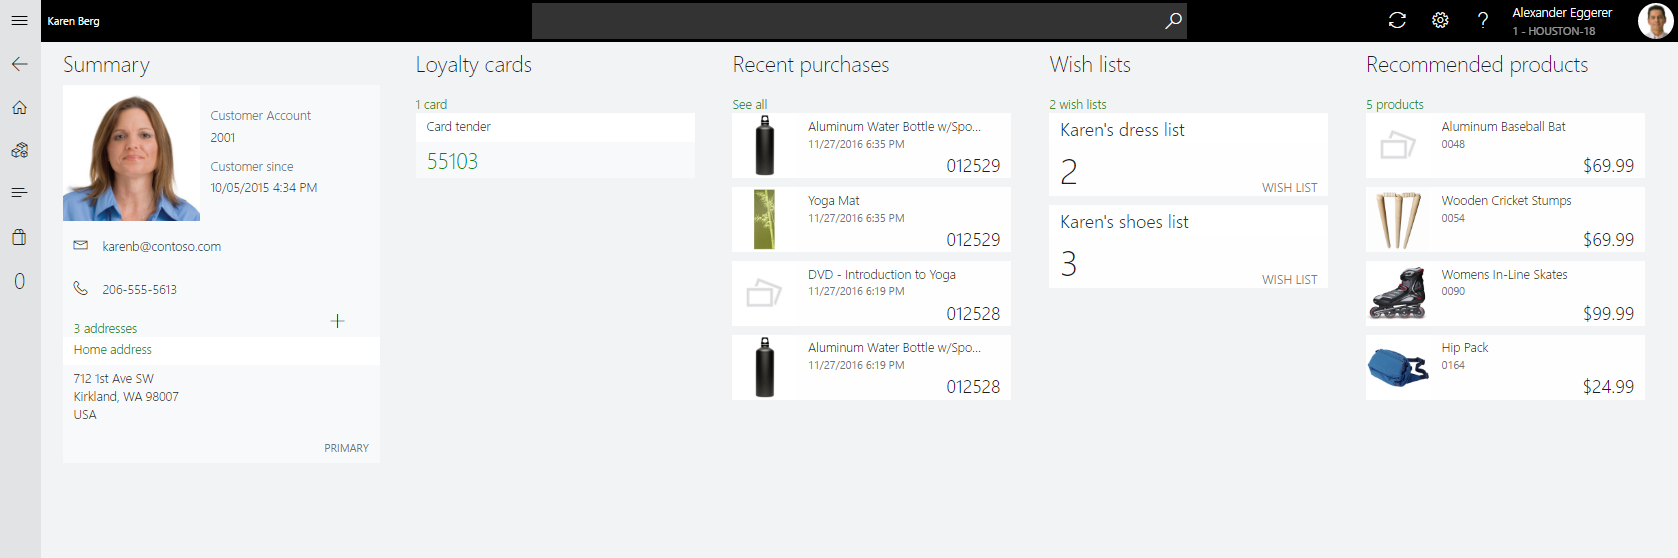 Karen Berg
Alexander Eggerer
1 - HOUSTON-18
Summary
Customer Account
2001
Customer since
10/05/2015 4:34 PM
karenb@contoso.com
206-555-5613
3 addresses
Home address
712 1st Ave SW
Kirkland, WA 98007
USA
PRIMARY
0
Loyalty cards
1 card
Card tender
55103
Recent purchases
See all
Aluminum Water Bottle w/Spo...
11/27/2016 6:35 PM
012529
Yoga Mat
11/27/2016 6:35 PM
012529
DVD - Introduction to Yoga
11/27/2016 6:19 PM
012528
Aluminum Water Bottle w/Spo...
11/27/2016 6:19 PM
012528
Wish lists
2 wish lists
Karen's dress list
2
WISH LIST
Karen's shoes list
3
WISH LIST
Recommended products
5 products
Aluminum Baseball Bat
0048
$69.99
Wooden Cricket Stumps
0054
$69.99
Womens In-Line Skates
0090
$99.99
Hip Pack
0164
$24.99